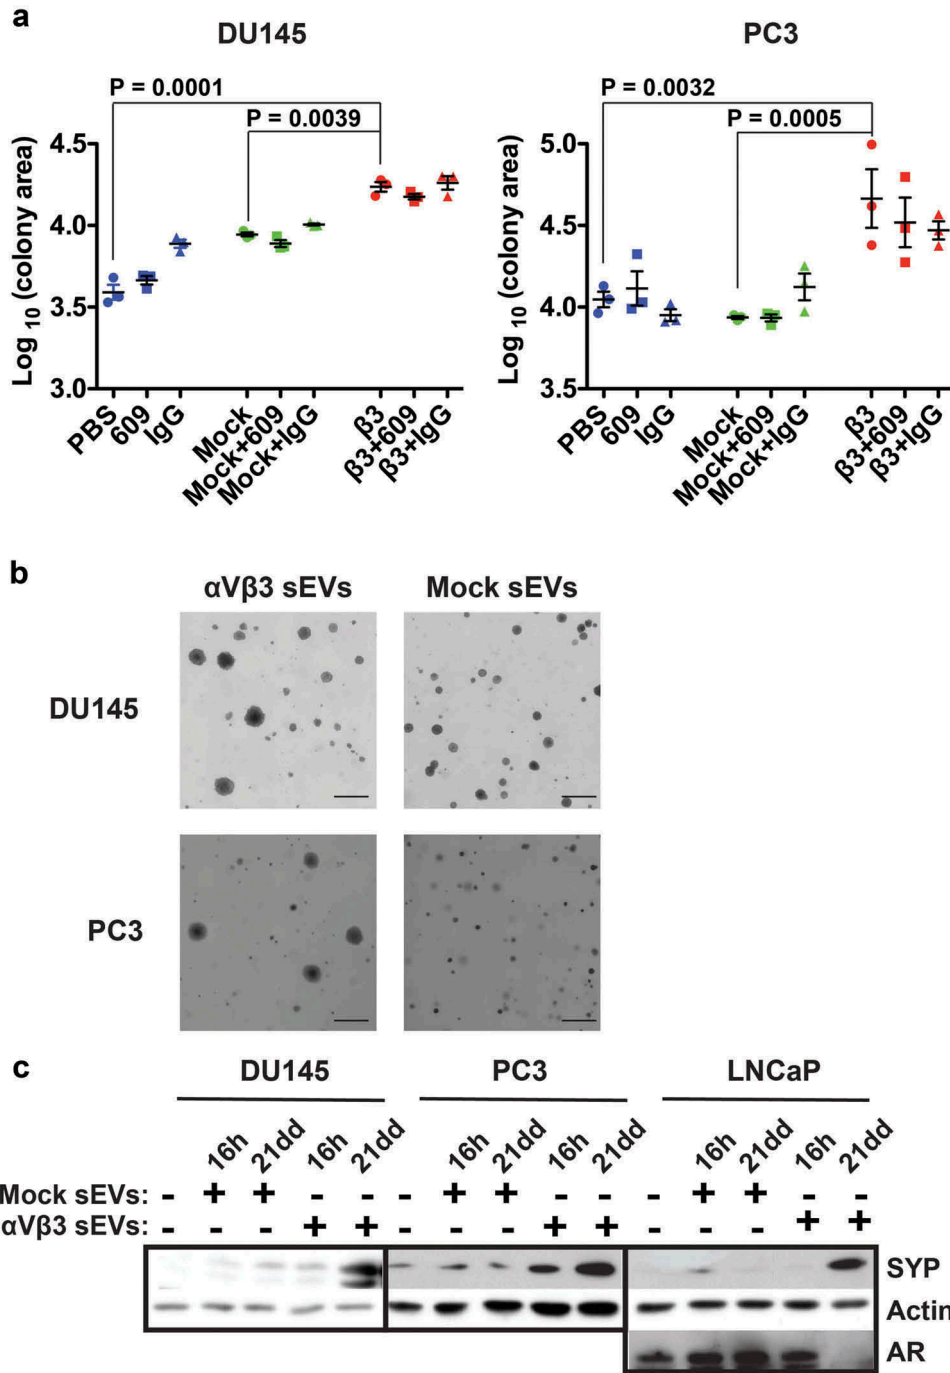 a
DU145
PC3
P = 0.0001
P = 0.0039
P = 0.0032
P = 0.0005
Log 10 (colony area)
4.5
4.0
3.5
3.0
PBS
609
IgG
Mock
Mock+609
Mock+IgG
β3
β3+609
β3+IgG
Log 10 (colony area)
5.0
4.5
4.0
3.5
PBS
609
IgG
Mock
Mock+609
Mock+IgG
β3
β3+609
β3+IgG
b
αVβ3 sEVs
Mock sEVs
DU145
PC3
c
DU145
PC3
LNCaP
16h 21dd 16h 21dd 16h 21dd 16h 21dd 16h 21dd 16h 21dd
Mock sEVs: - + + - - - + + - - - + + - -
αVβ3 sEVs: - - - + + - - - + + - - - + +
SYP
Actin
AR